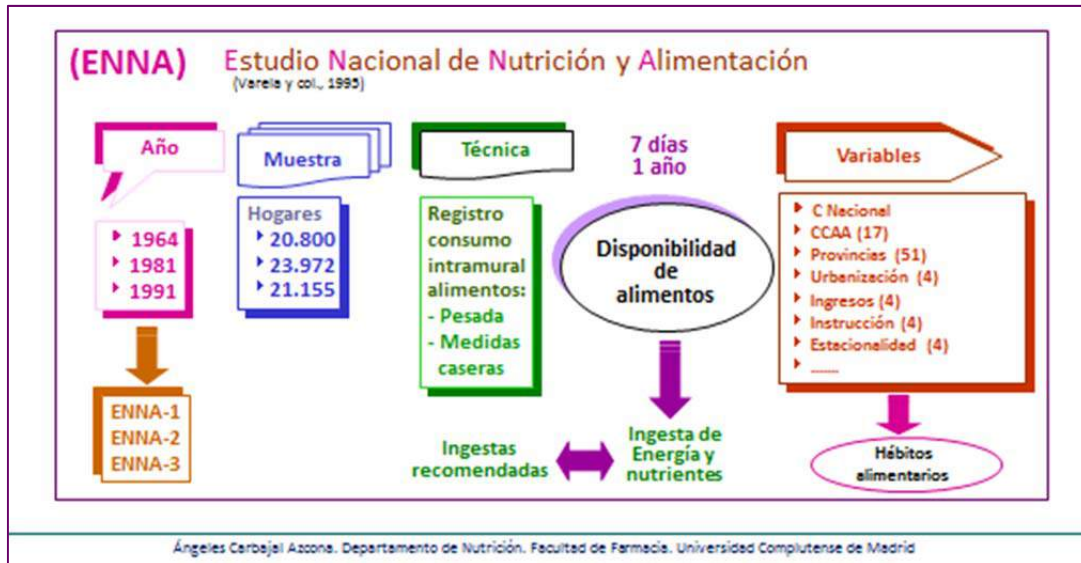 (ENNA)
Estudio Nacional de Nutrición y Alimentación
(Varela y col., 1995)
Año
1964
1981
1991
ENNA-1
ENNA-2
ENNA-3
Muestra
Hogares
20.800
23.972
21.155
Técnica
Registro
consumo
intramural
alimentos:
- Pesada
- Medidas
caseras
7 días
1 año
Disponibilidad
de
alimentos
Ingesta de
Energía y
nutrientes
Ingestas
recomendadas
Variables
C Nacional
CCAA (17)
Provincias (51)
Urbanización (4)
Ingresos (4)
Instrucción (4)
Estacionalidad (4)
.......
Hábitos
alimentarios
Ángeles Carbajal Azcona. Departamento de Nutrición. Facultad de Farmacia. Universidad Complutense de Madrid